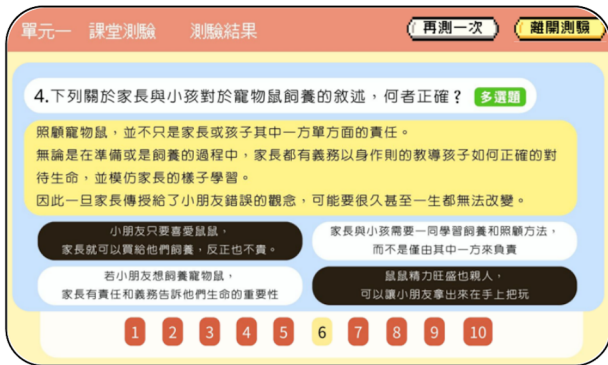 單元一 課堂測驗 測驗結果 再測一次 離開測驗
4.下列關於家長與小孩對於寵物鼠飼養的敘述，何者正確？ 多選題
照顧寵物鼠，並不只是家長或孩子其中一方單方面的責任。
無論是在準備或是飼養的過程中，家長都有義務以身作則的教導孩子如何正確的對
待生命，並模仿家長的樣子學習。
因此一旦家長傳授給了小朋友錯誤的觀念，可能要很久甚至一生都無法改變。
小朋友只要喜愛鼠鼠，
家長就可以買給他們飼養，反正也不貴。
家長與小孩需要一同學習飼養和照顧方法，
而不是僅由其中一方來負責
若小朋友想飼養寵物鼠，
家長有責任和義務告訴他們生命的重要性
鼠鼠精力旺盛也親人，
可以讓小朋友拿出來在手上把玩
1 2 3 4 5 6 7 8 9 10